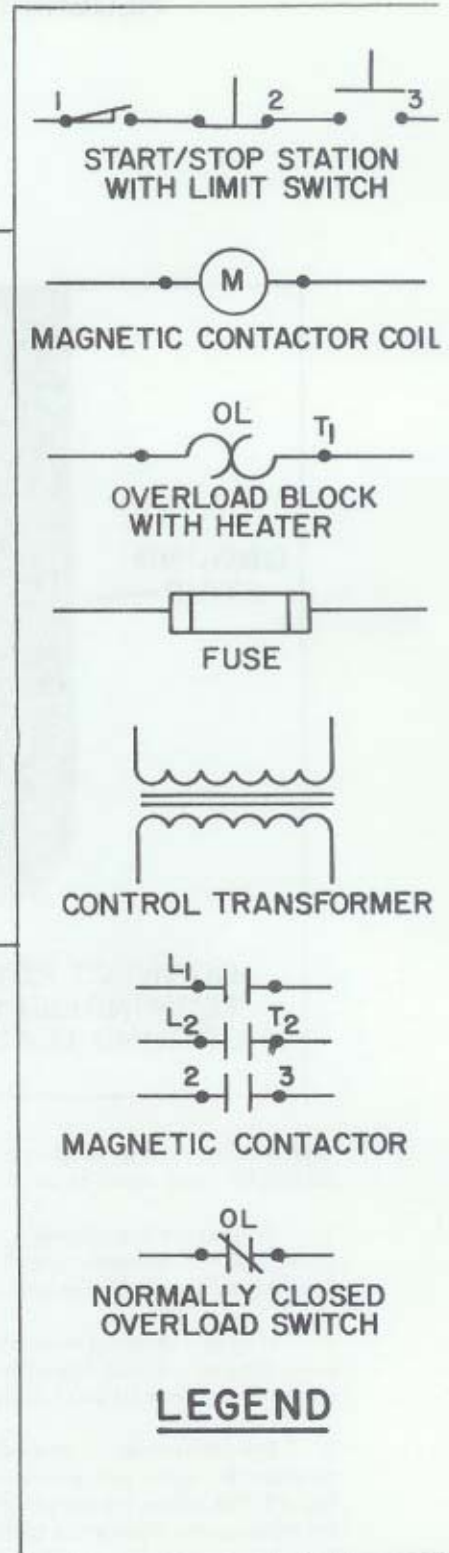 1 2 3
START/STOP STATION
WITH LIMIT SWITCH
M
MAGNETIC CONTACTOR COIL
OL T1
OVERLOAD BLOCK
WITH HEATER
FUSE
CONTROL TRANSFORMER
L1
L2 T2
2 3
MAGNETIC CONTACTOR
OL
NORMALLY CLOSED
OVERLOAD SWITCH
LEGEND